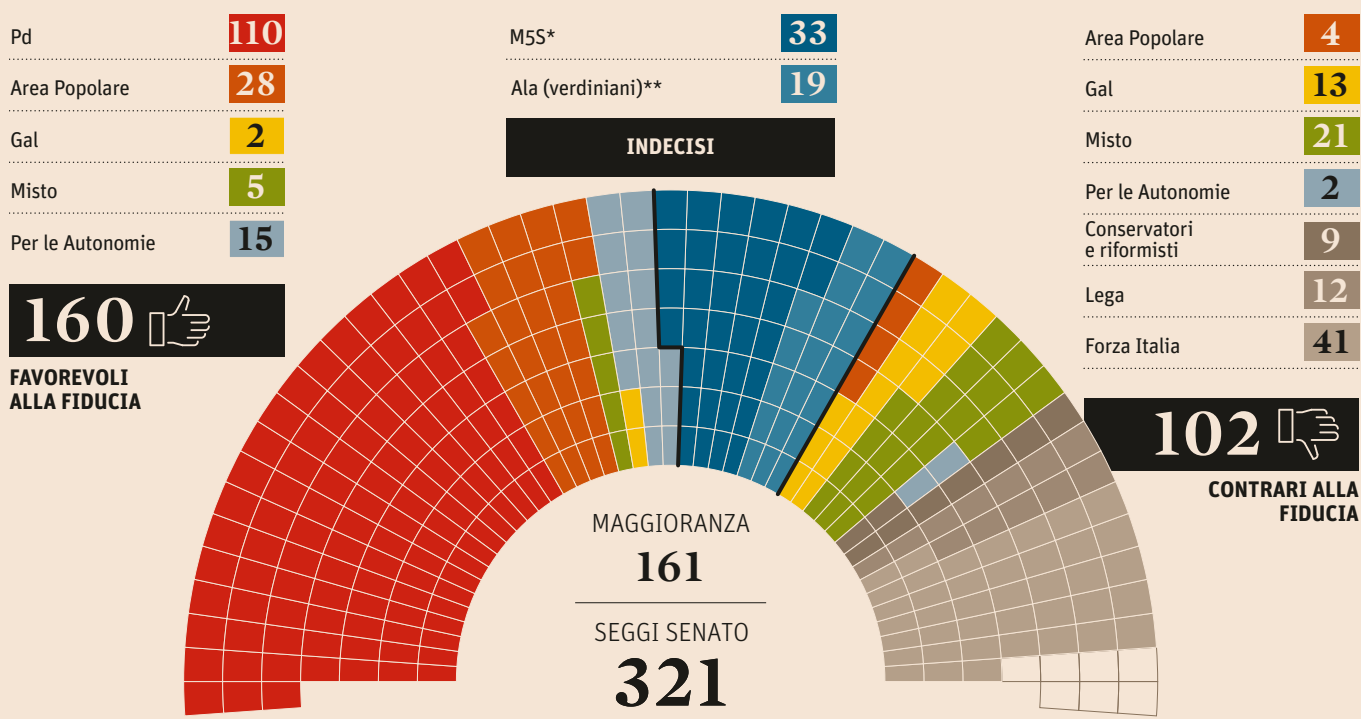 Pd 110
Area Popolare 28
Gal 2
Misto 5
Per le Autonomie 15
160
FAVOREVOLI
ALLA FIDUCIA
M5S* 33
Ala (verdiniani)** 19
INDECISI
Area Popolare 4
Gal 13
Misto 21
Per le Autonomie 2
Conservatori
e riformisti 9
Lega 12
Forza Italia 41
102
CONTRARI ALLA
FIDUCIA
MAGGIORANZA
161
SEGGI SENATO
321